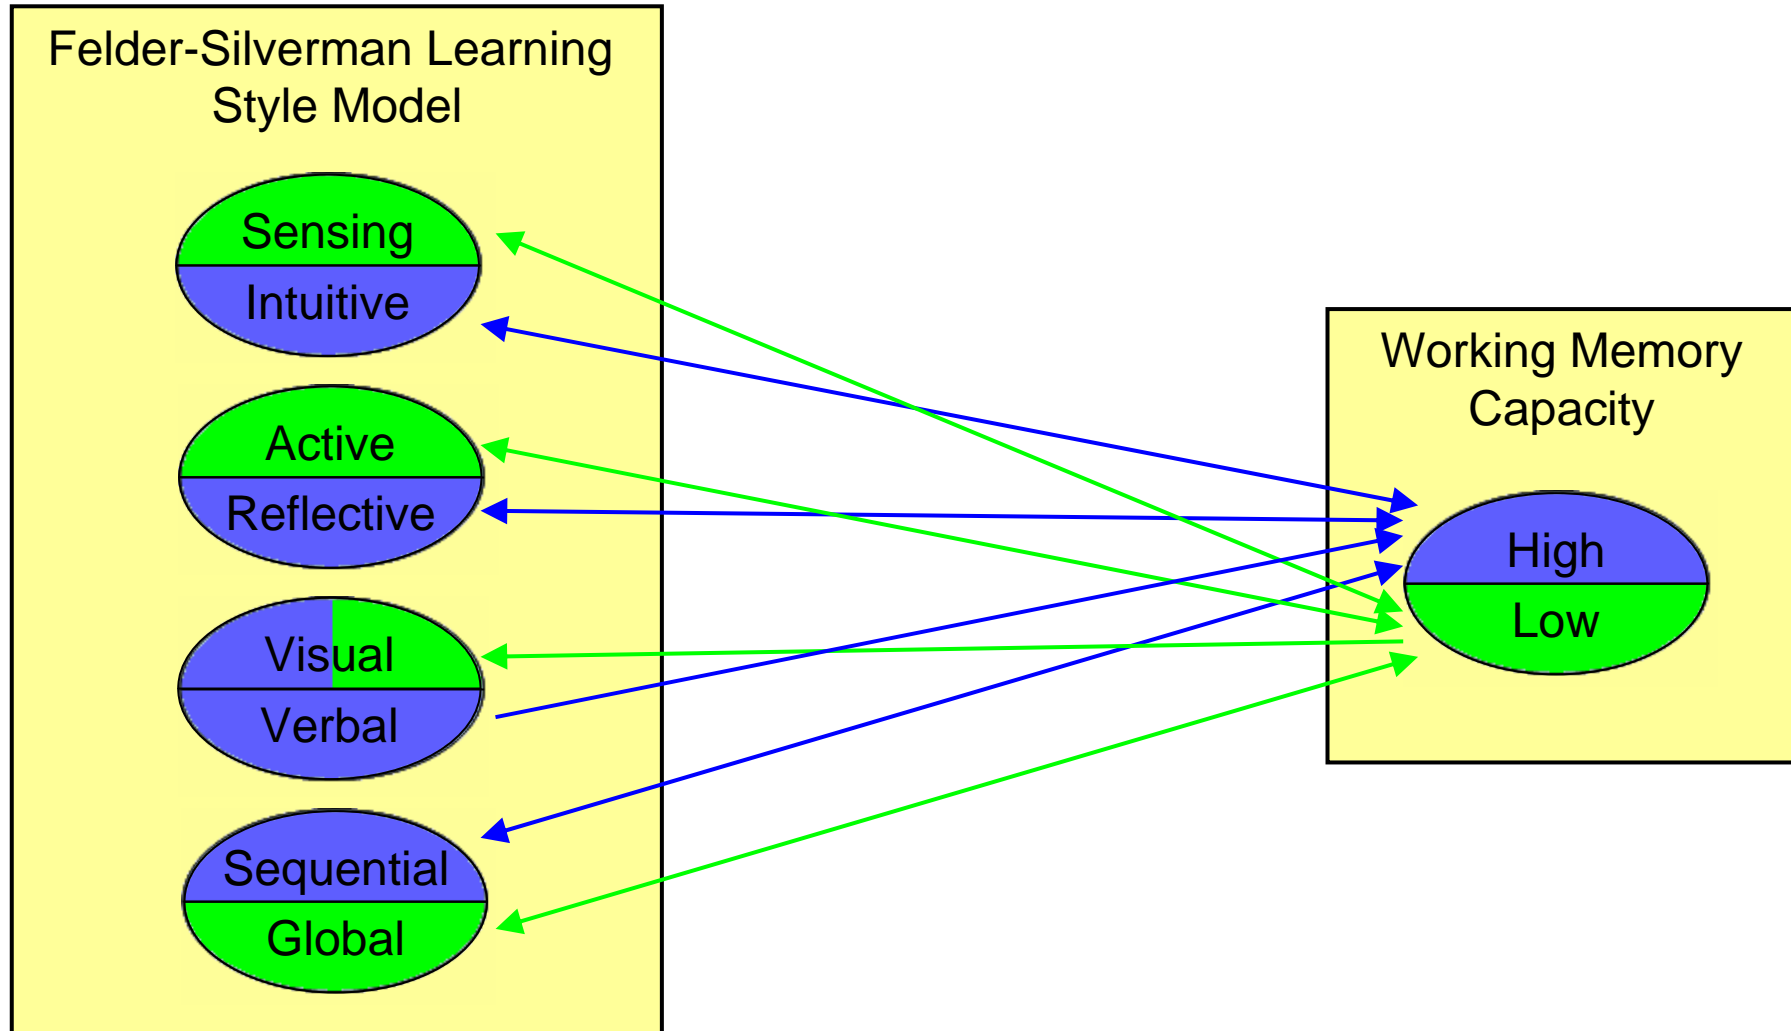 Felder-Silverman Learning
Style Model
Sensing
Intuitive
Active
Reflective
Visual
Verbal
Sequential
Global
Working Memory
Capacity
High
Low